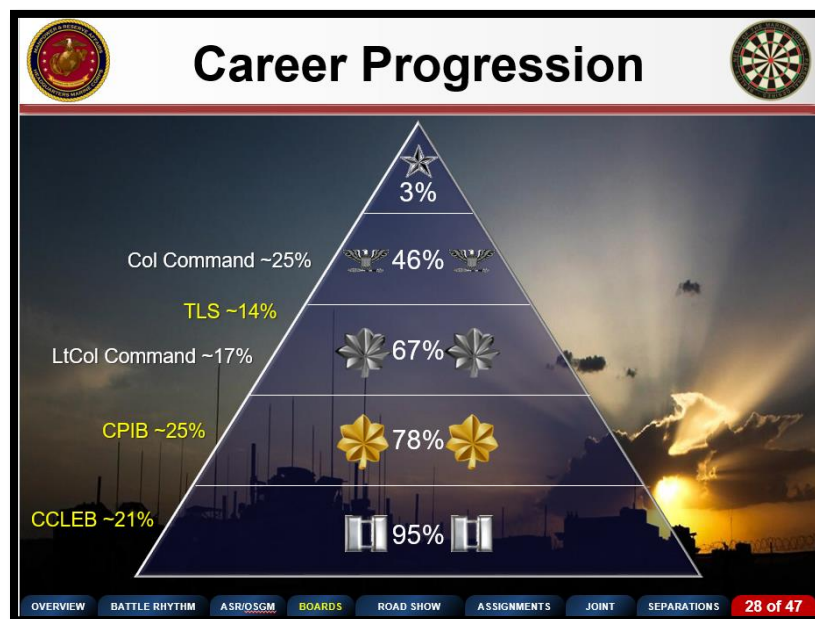 Career Progression
3%
Col Command ~25%
46%
TLS ~14%
LtCol Command ~17%
67%
CPIB ~25%
78%
CCLEB ~21%
95%
OVERVIEW
BATTLE RHYTHM
ASR/OSGM
BOARDS
ROAD SHOW
ASSIGNMENTS
JOINT
SEPARATIONS
28 of 47